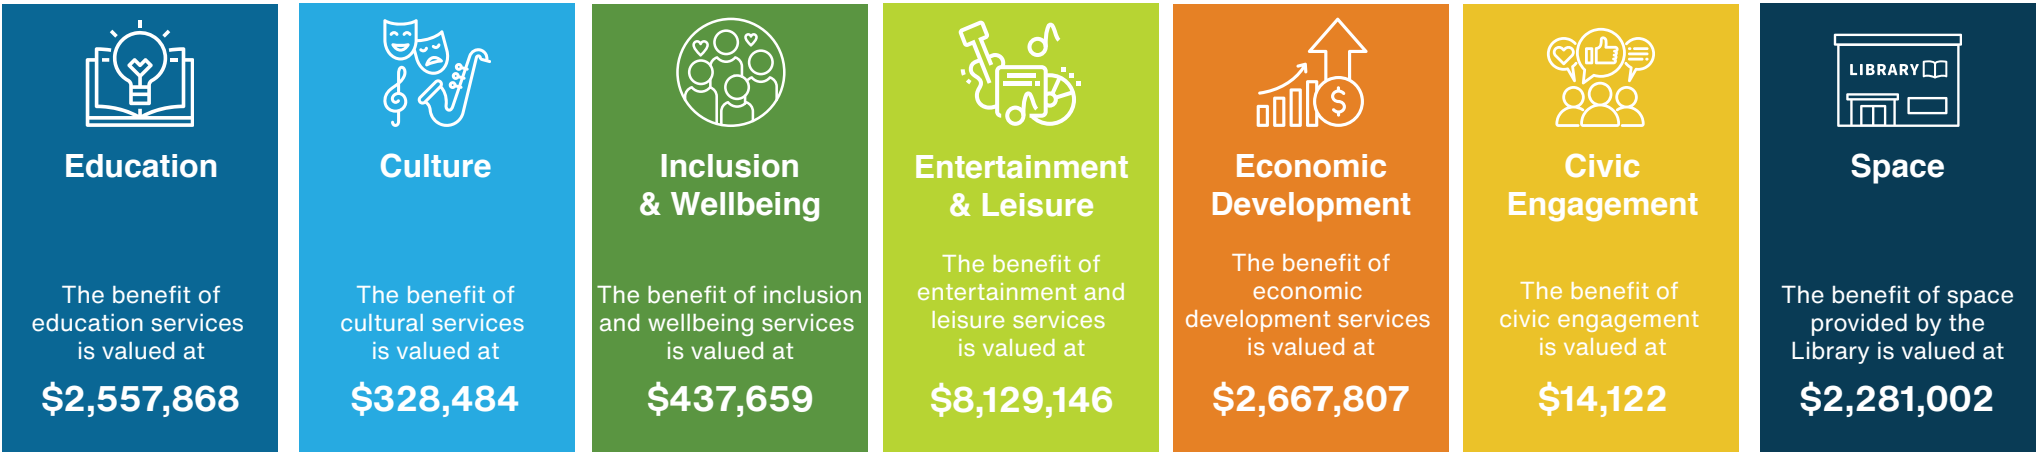 Education
The benefit of
education services
is valued at
$2,557,868
Culture
The benefit of
cultural services
is valued at
$328,484
Inclusion
& Wellbeing
The benefit of inclusion
and wellbeing services
is valued at
$437,659
Entertainment
& Leisure
The benefit of
entertainment and
leisure services
is valued at
$8,129,146
$
Economic
Development
The benefit of
economic
development services
is valued at
$2,667,807
Civic
Engagement
The benefit of
civic engagement
is valued at
$14,122
LIBRARY
Space
The benefit of space
provided by the
Library is valued at
$2,281,002